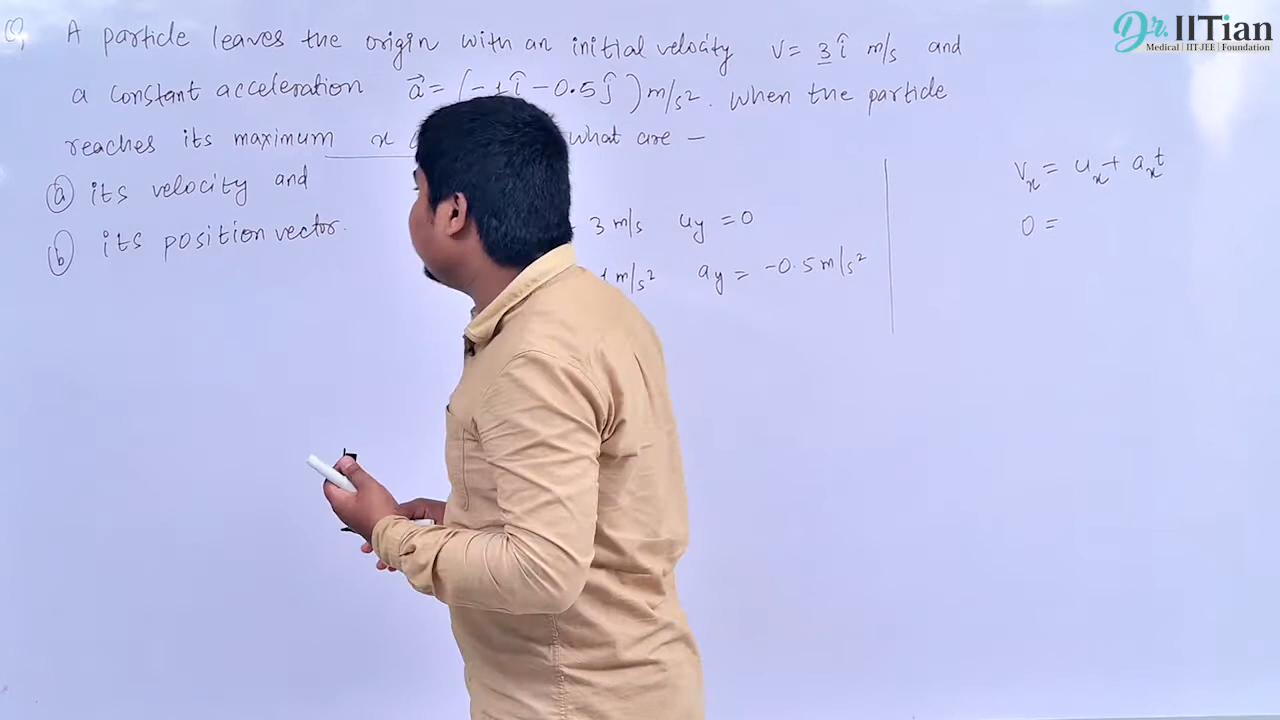 Q, A particle leaves the origin with an initial velocity v = 3î m/s and
a constant acceleration a⃗ = (-1î - 0.5ĵ) m/s². When the particle
reaches its maximum x what are -
(a) its velocity and
(b) its position vector.
3 m/s uy = 0
m/s² ay = -0.5 m/s²
vx = ux + axt
0 =
Dr. IITian
Medical | IIT-JEE | Foundation